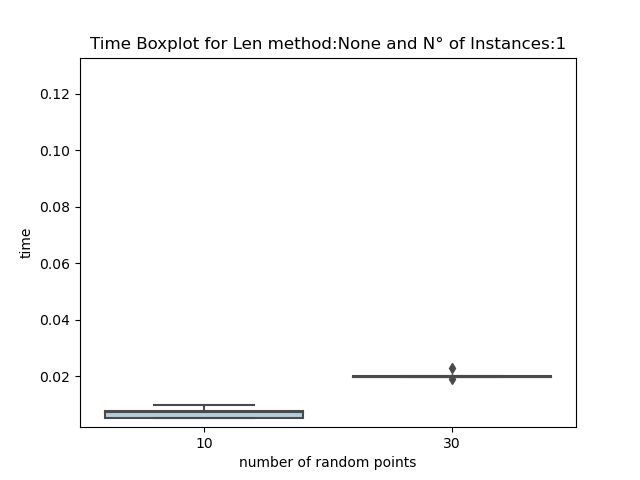 Time Boxplot for Len method:None and N° of Instances:1
0.12
0.10
0.08
0.06
0.04
0.02
time
10 30
number of random points